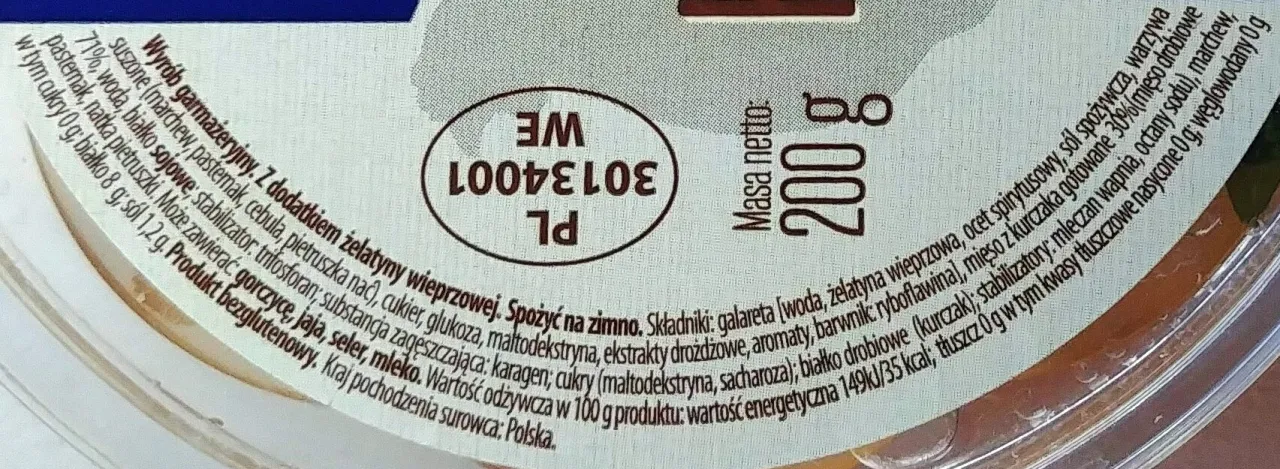 PL
30134001
WE
Masa netto:
200 g
Wyrób garmażeryjny. Z dodatkiem żelatyny wieprzowej. Spożyć na zimno. Składniki: galareta [woda, żelatyna wieprzowa, ocet spirytusowy, sól spożywcza, warzywa
suszone (marchew, pasternak, cebula, pietruszka nać), cukier, glukoza, maltodekstryna, ekstrakty drożdżowe, aromaty, barwnik: ryboflawina], mięso z kurczaka gotowane 30% (mięso drobiowe
71%, woda, białko sojowe, stabilizator: trifosforan; substancja zagęszczająca: karagen; cukry (maltodekstryna, sacharoza); białko drobiowe (kurczak); stabilizatory: mleczan wapnia, octany sodu), marchew,
pasternak, natka pietruszki. Może zawierać: gorczycę, jaja, seler, mleko. Wartość odżywcza w 100 g produktu: wartość energetyczna 149kJ/35 kcal; tłuszcz 0 g w tym kwasy tłuszczowe nasycone 0 g; węglowodany 0 g
w tym cukry 0 g; białko 8 g; sól 1,2 g. Produkt bezglutenowy. Kraj pochodzenia surowca: Polska.